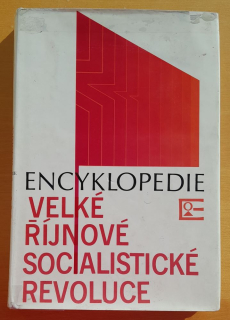 ENCYKLOPEDIE
VELKÉ
ŘÍJNOVÉ
SOCIALISTICKÉ
REVOLUCE